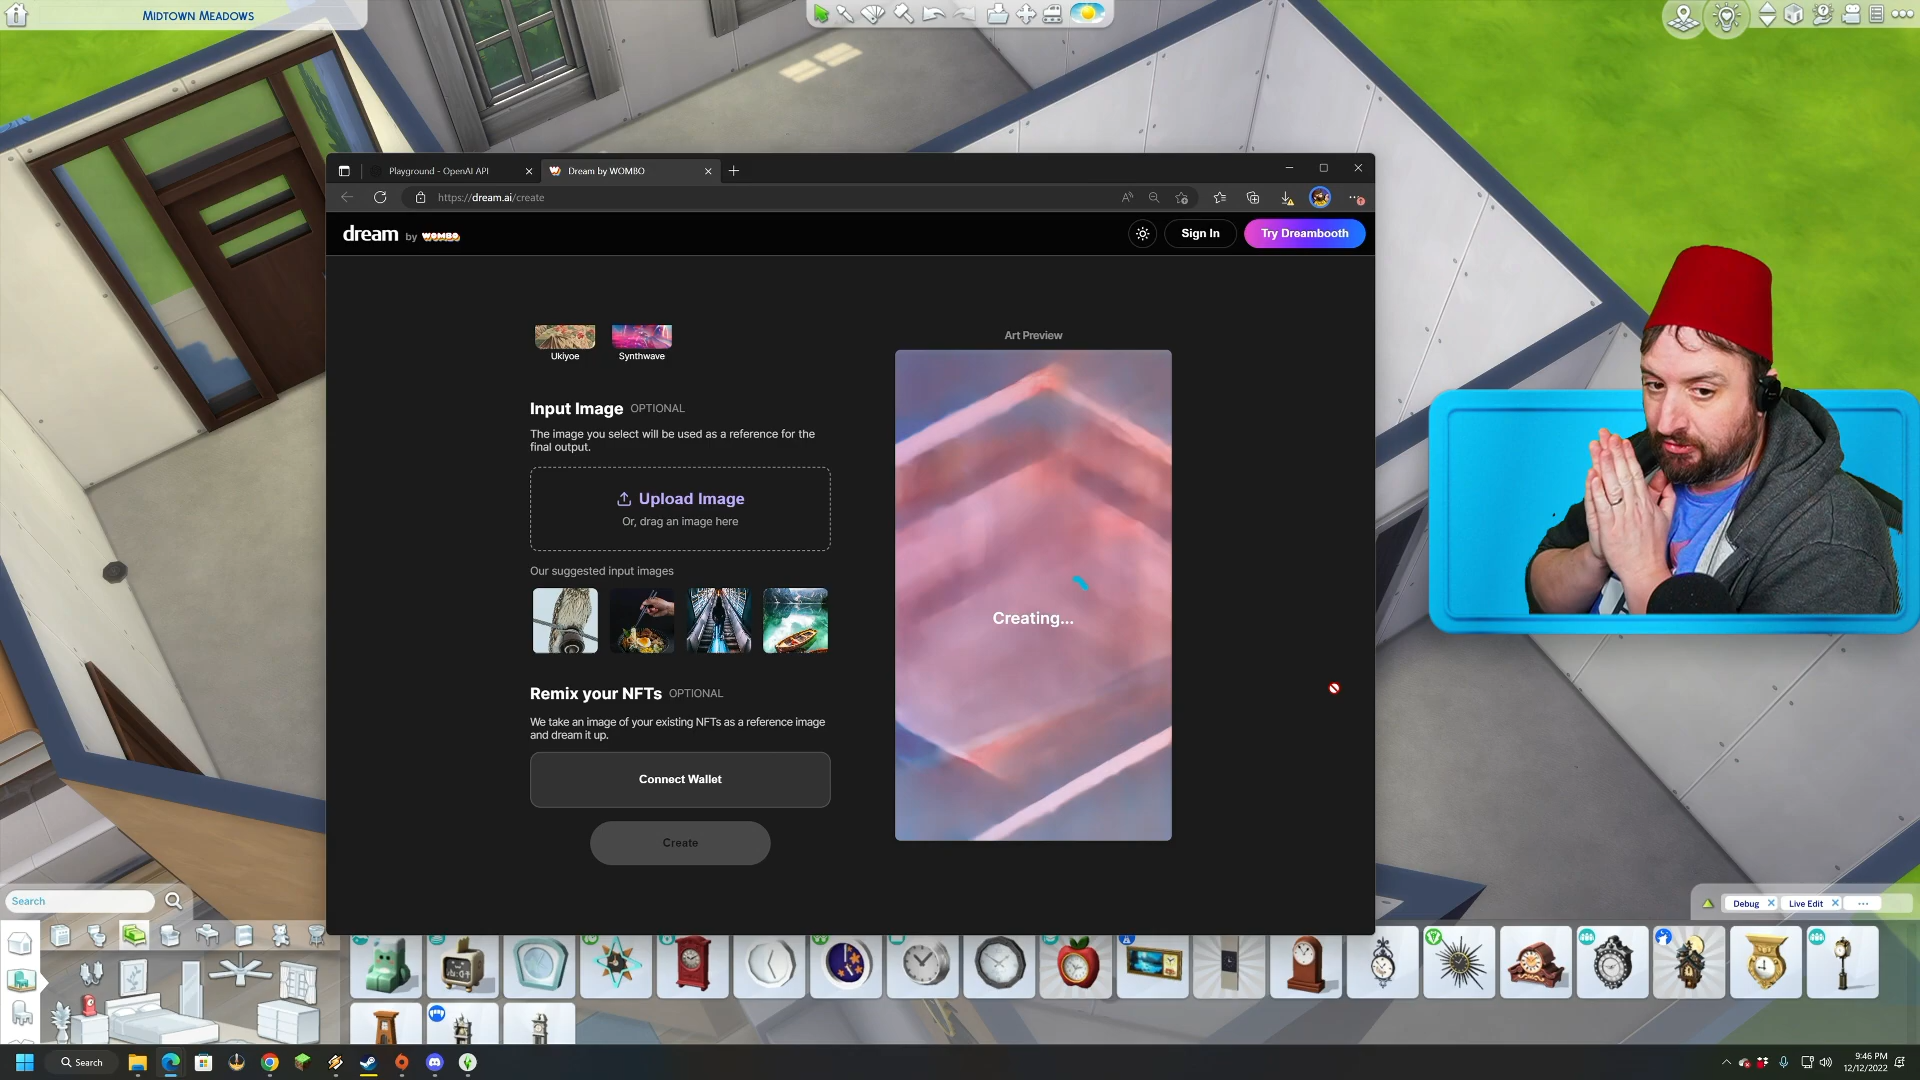 MIDTOWN MEADOWS
Playground - OpenAI API
Dream by WOMBO
https://dream.ai/create
dream by WOMBO
Sign In
Try Dreambooth
Ukiyoe
Synthwave
Art Preview
Input Image OPTIONAL
The image you select will be used as a reference for the
final output.
Upload Image
Or, drag an image here
Our suggested input images
Creating...
Remix your NFTs OPTIONAL
We take an image of your existing NFTs as a reference image
and dream it up.
Connect Wallet
Create
Search
Debug
Live Edit
Search
9:46 PM
12/12/2022